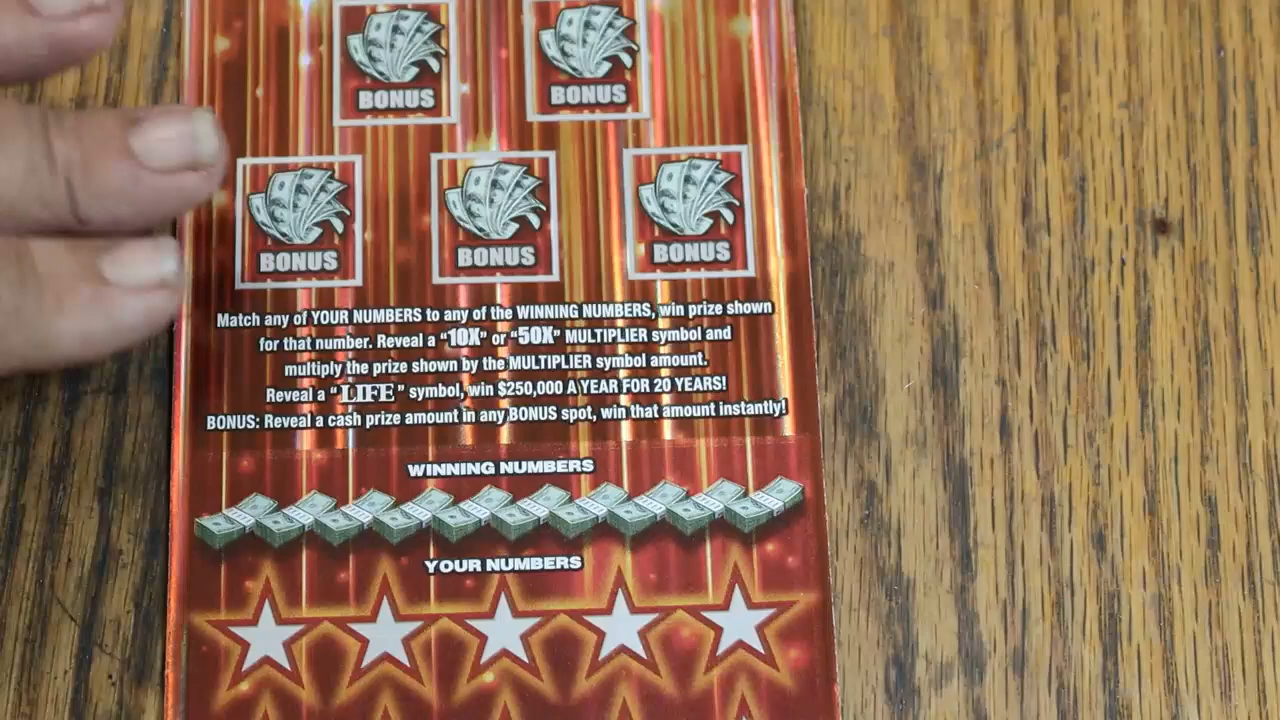 BONUS BONUS
BONUS BONUS BONUS
Match any of YOUR NUMBERS to any of the WINNING NUMBERS, win prize shown
for that number. Reveal a "10X" or "50X" MULTIPLIER symbol and
multiply the prize shown by the MULTIPLIER symbol amount.
Reveal a "LIFE" symbol, win $250,000 A YEAR FOR 20 YEARS!
BONUS: Reveal a cash prize amount in any BONUS spot, win that amount instantly!
WINNING NUMBERS
YOUR NUMBERS